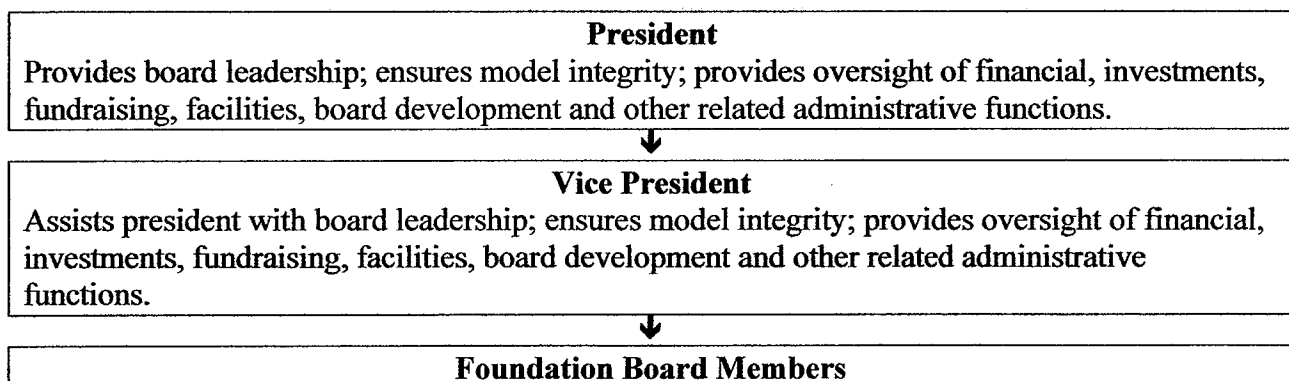 President
Provides board leadership; ensures model integrity; provides oversight of financial, investments,
fundraising, facilities, board development and other related administrative functions.
Vice President
Assists president with board leadership; ensures model integrity; provides oversight of financial,
investments, fundraising, facilities, board development and other related administrative
functions.
Foundation Board Members